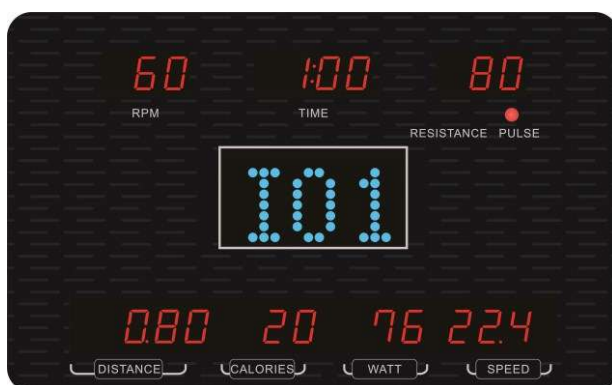 60 1:00 80
RPM TIME
RESISTANCE PULSE
I01
0.80 20 76 22.4
DISTANCE CALORIES WATT SPEED